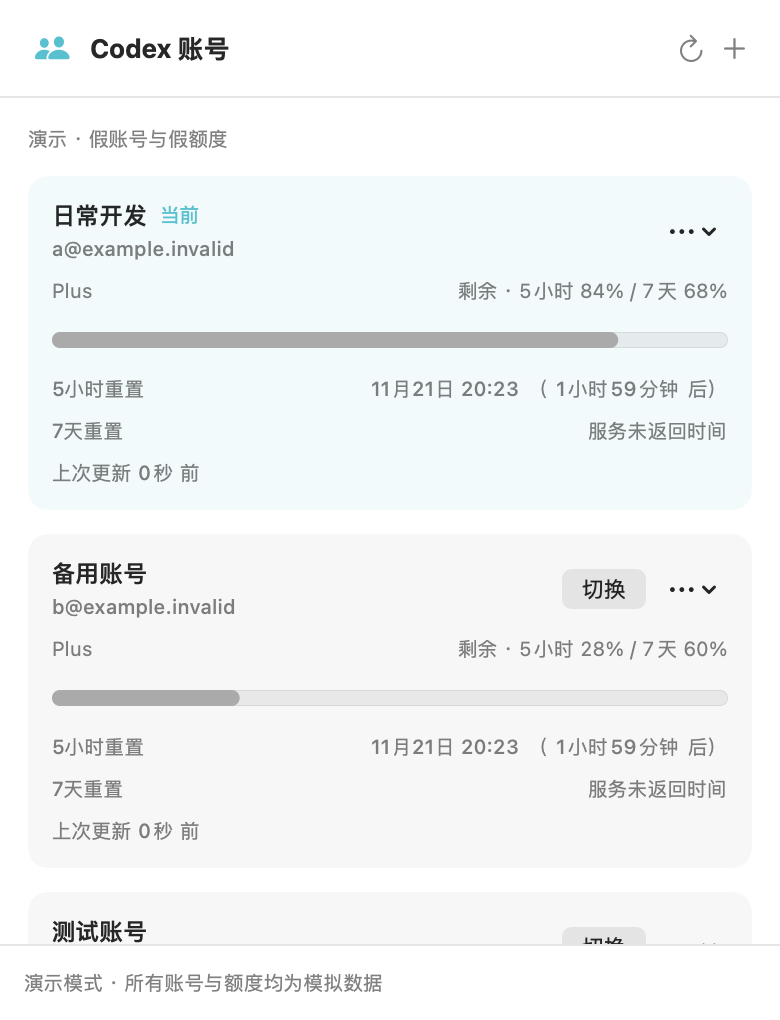 Codex 账号
演示 · 假账号与假额度
日常开发 当前
a@example.invalid
Plus 剩余 · 5小时 84% / 7天 68%
5小时重置 11月21日 20:23 （1小时59分钟 后）
7天重置 服务未返回时间
上次更新 0秒 前
备用账号 切换
b@example.invalid
Plus 剩余 · 5小时 28% / 7天 60%
5小时重置 11月21日 20:23 （1小时59分钟 后）
7天重置 服务未返回时间
上次更新 0秒 前
测试账号 切换
演示模式 · 所有账号与额度均为模拟数据